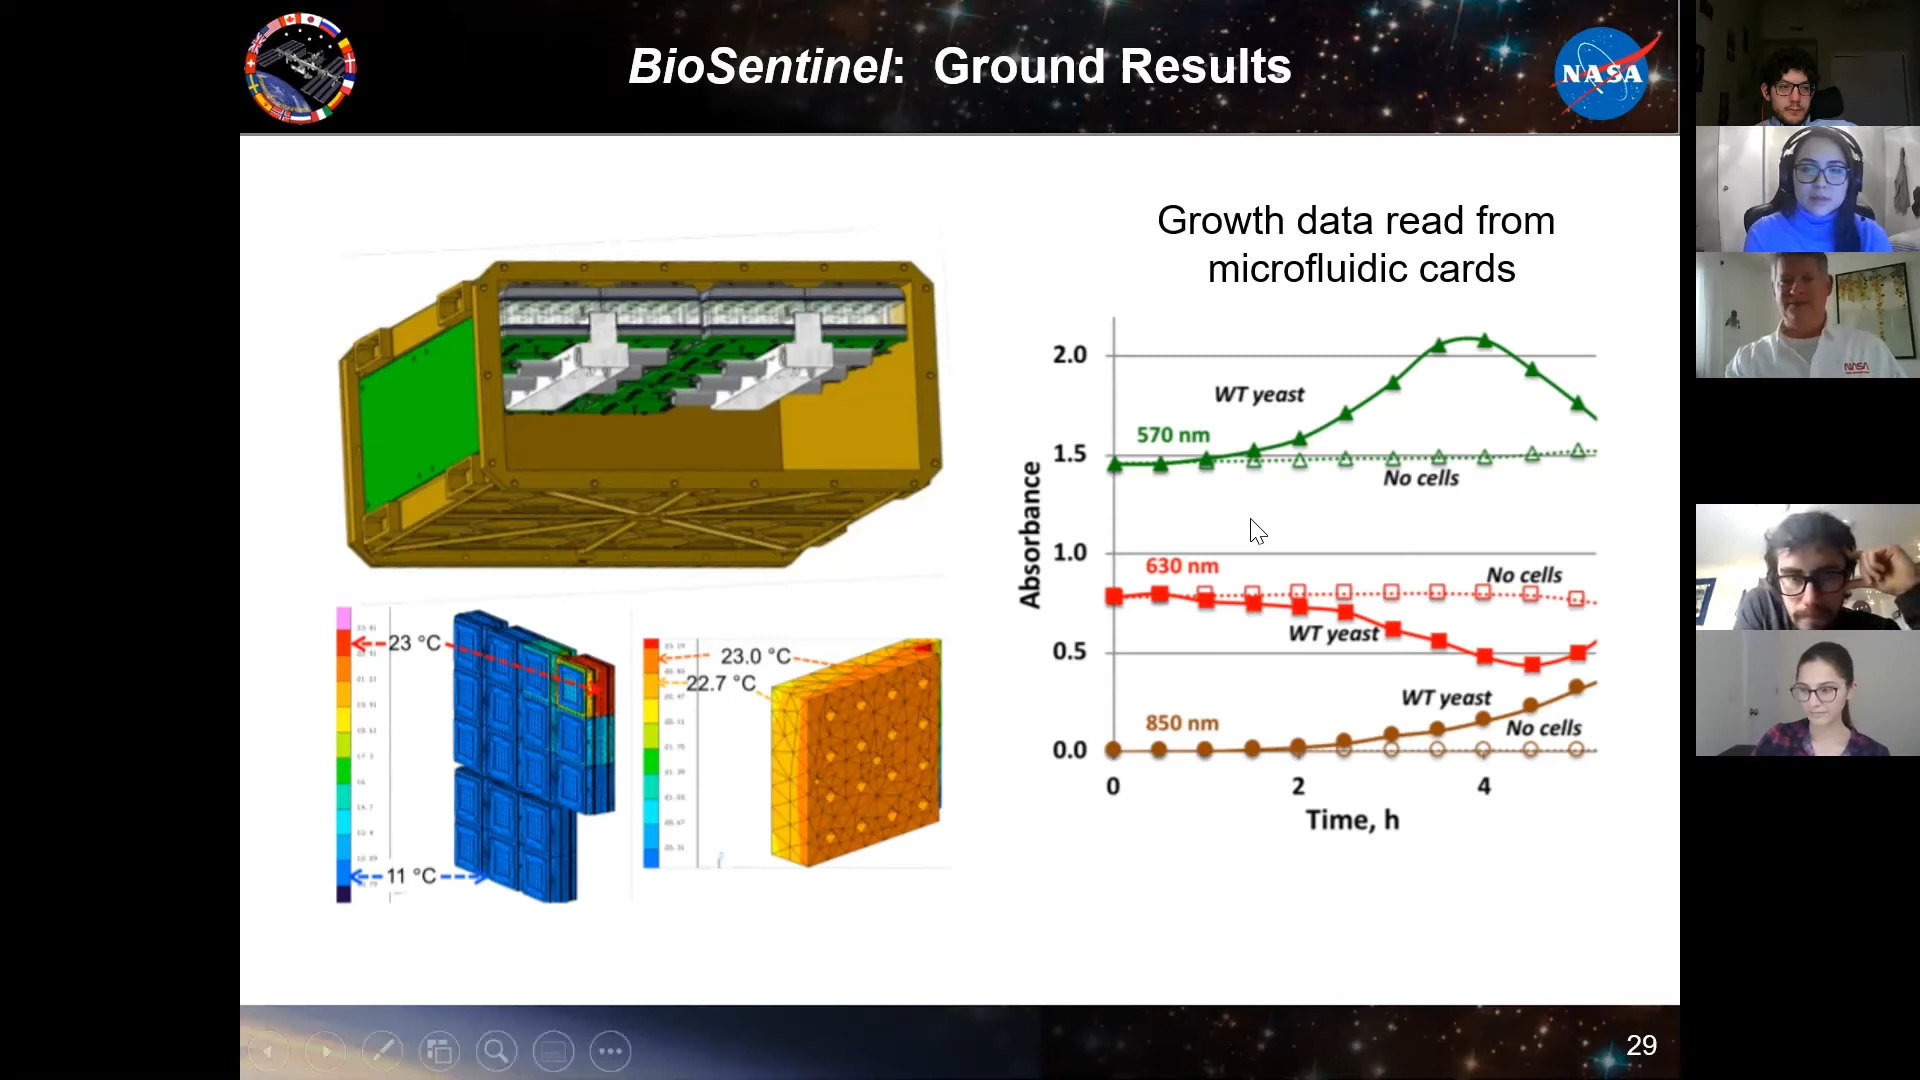 BioSentinel: Ground Results
NASA
Growth data read from
microfluidic cards
2.0
1.5
1.0
0.5
0.0
Absorbance
WT yeast
570 nm
No cells
630 nm
No cells
WT yeast
WT yeast
850 nm
No cells
0
2
4
Time, h
23 °C
11 °C
23.0 °C
22.7 °C
NASA
29